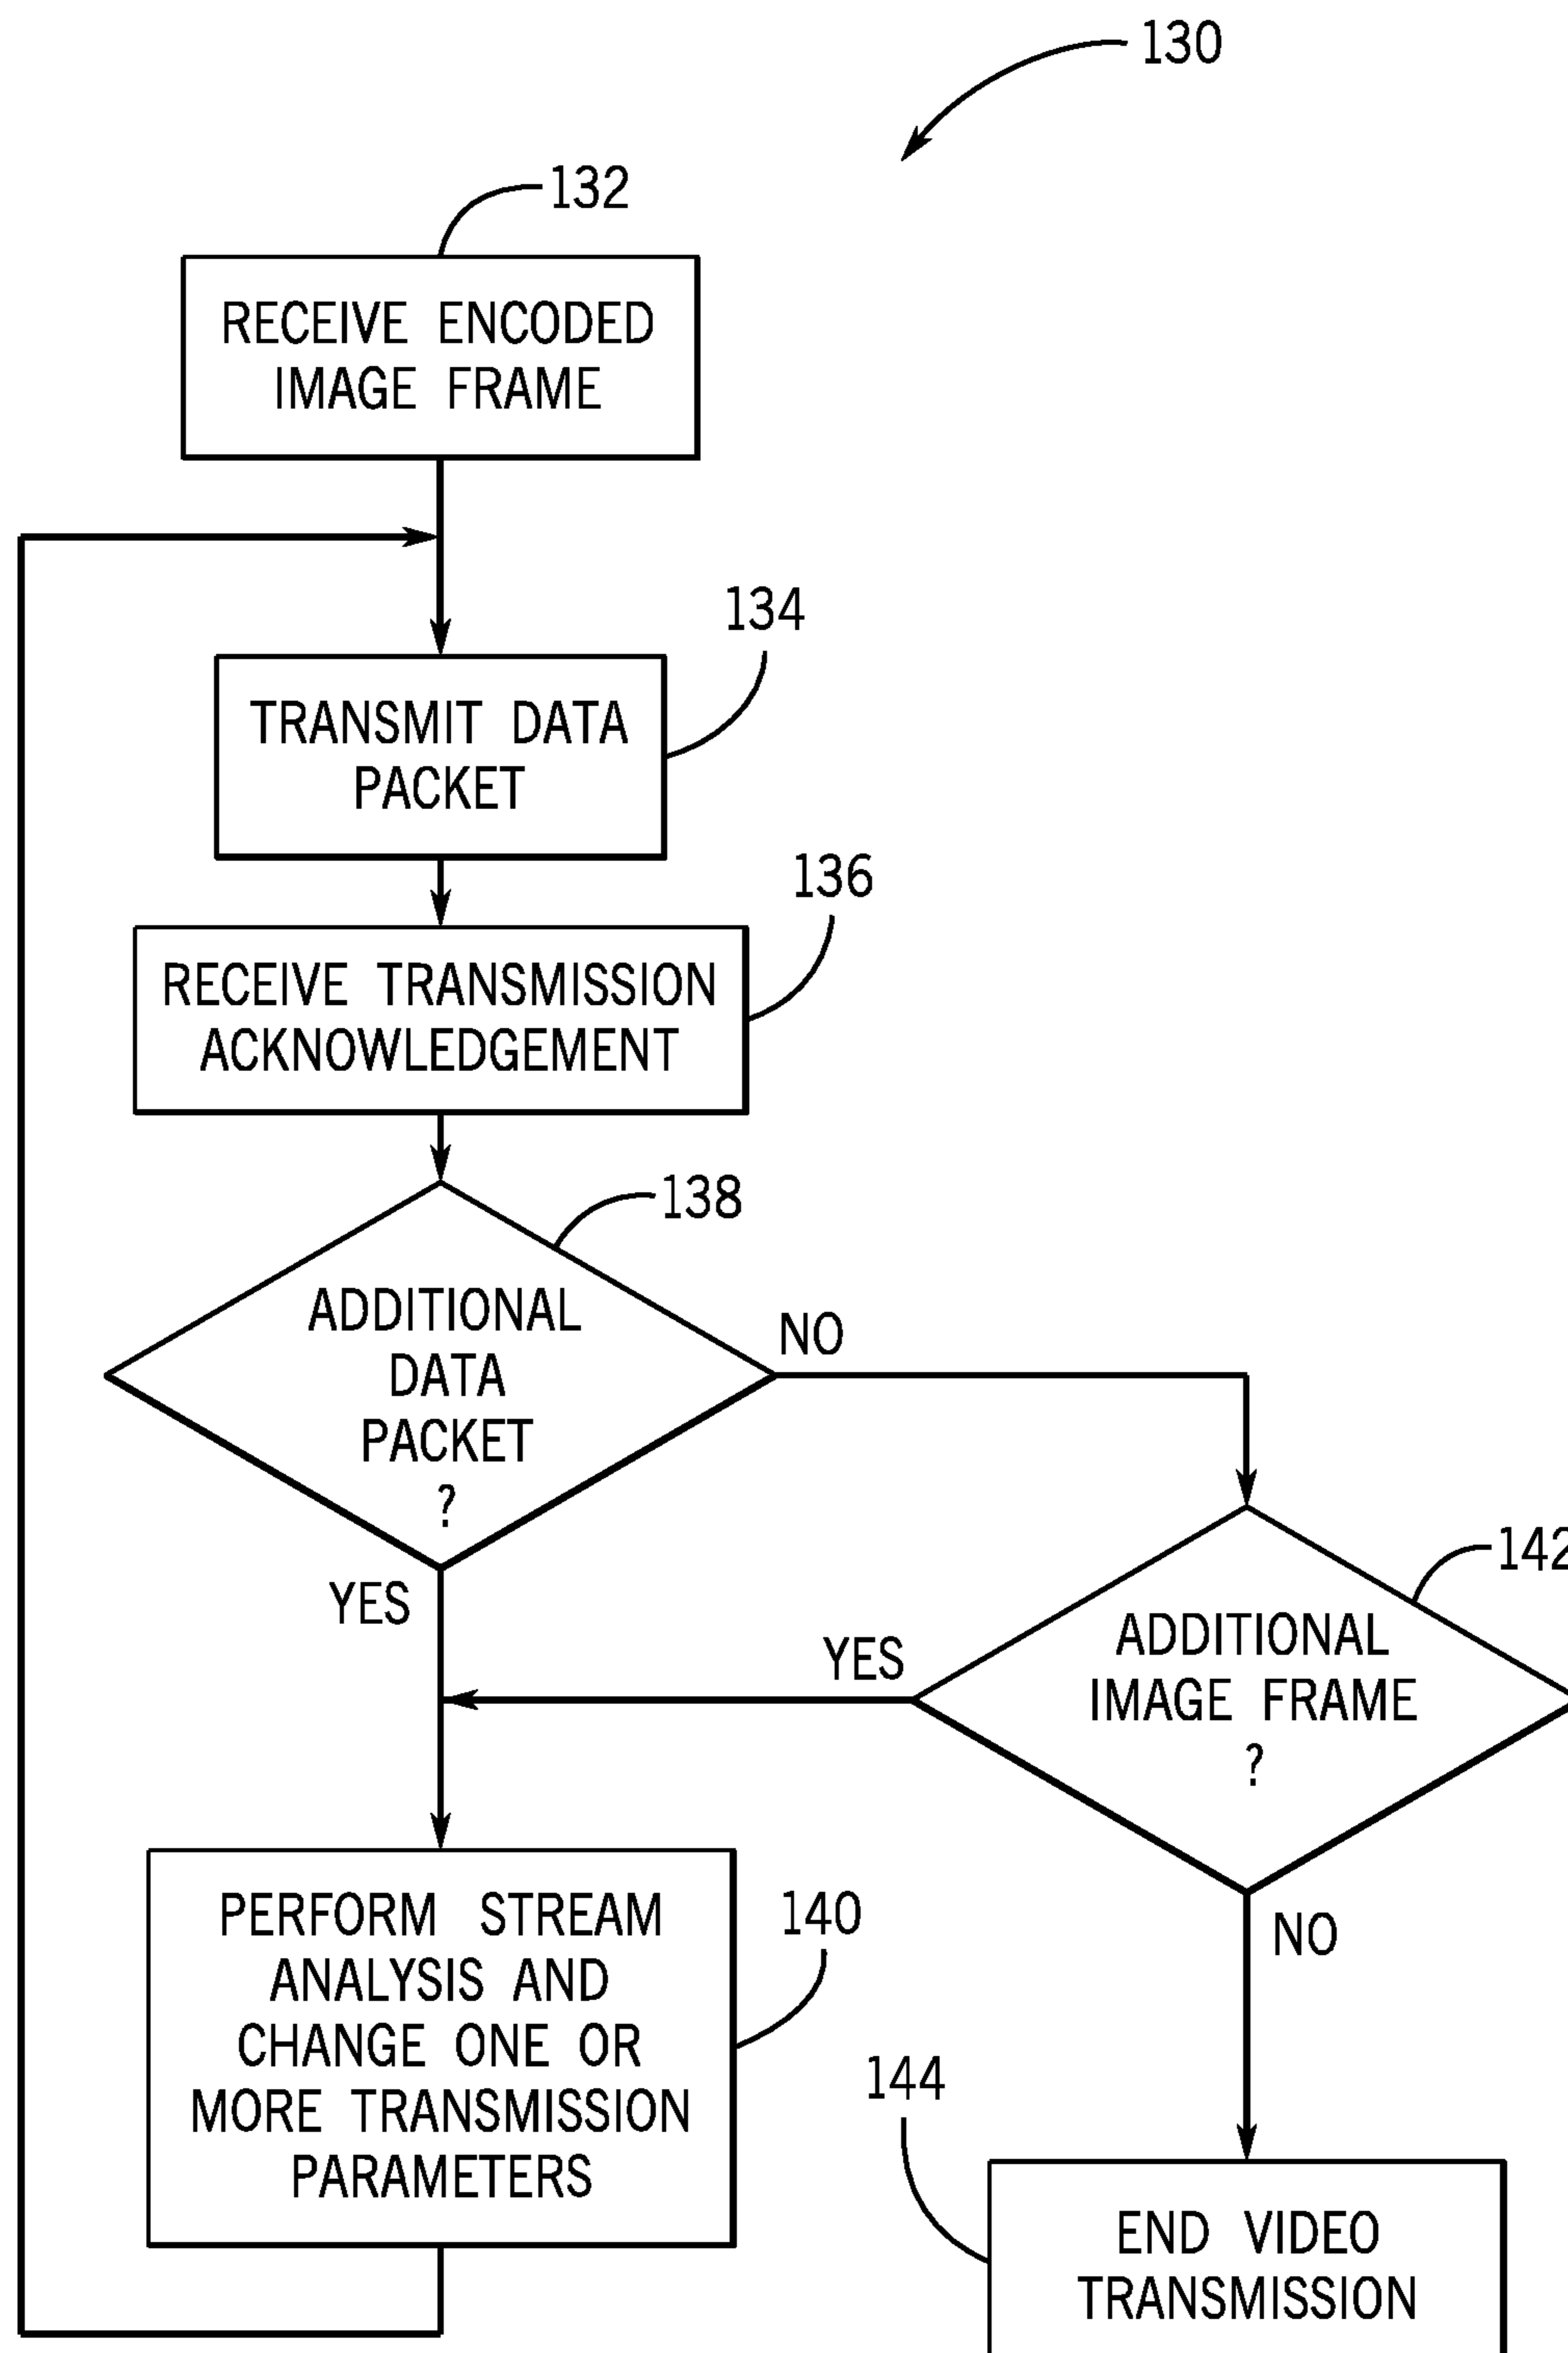 130
132
RECEIVE ENCODED
IMAGE FRAME
134
TRANSMIT DATA
PACKET
136
RECEIVE TRANSMISSION
ACKNOWLEDGEMENT
138
ADDITIONAL
DATA
PACKET
?
NO
YES
142
ADDITIONAL
IMAGE FRAME
?
YES
NO
140
PERFORM STREAM
ANALYSIS AND
CHANGE ONE OR
MORE TRANSMISSION
PARAMETERS
144
END VIDEO
TRANSMISSION